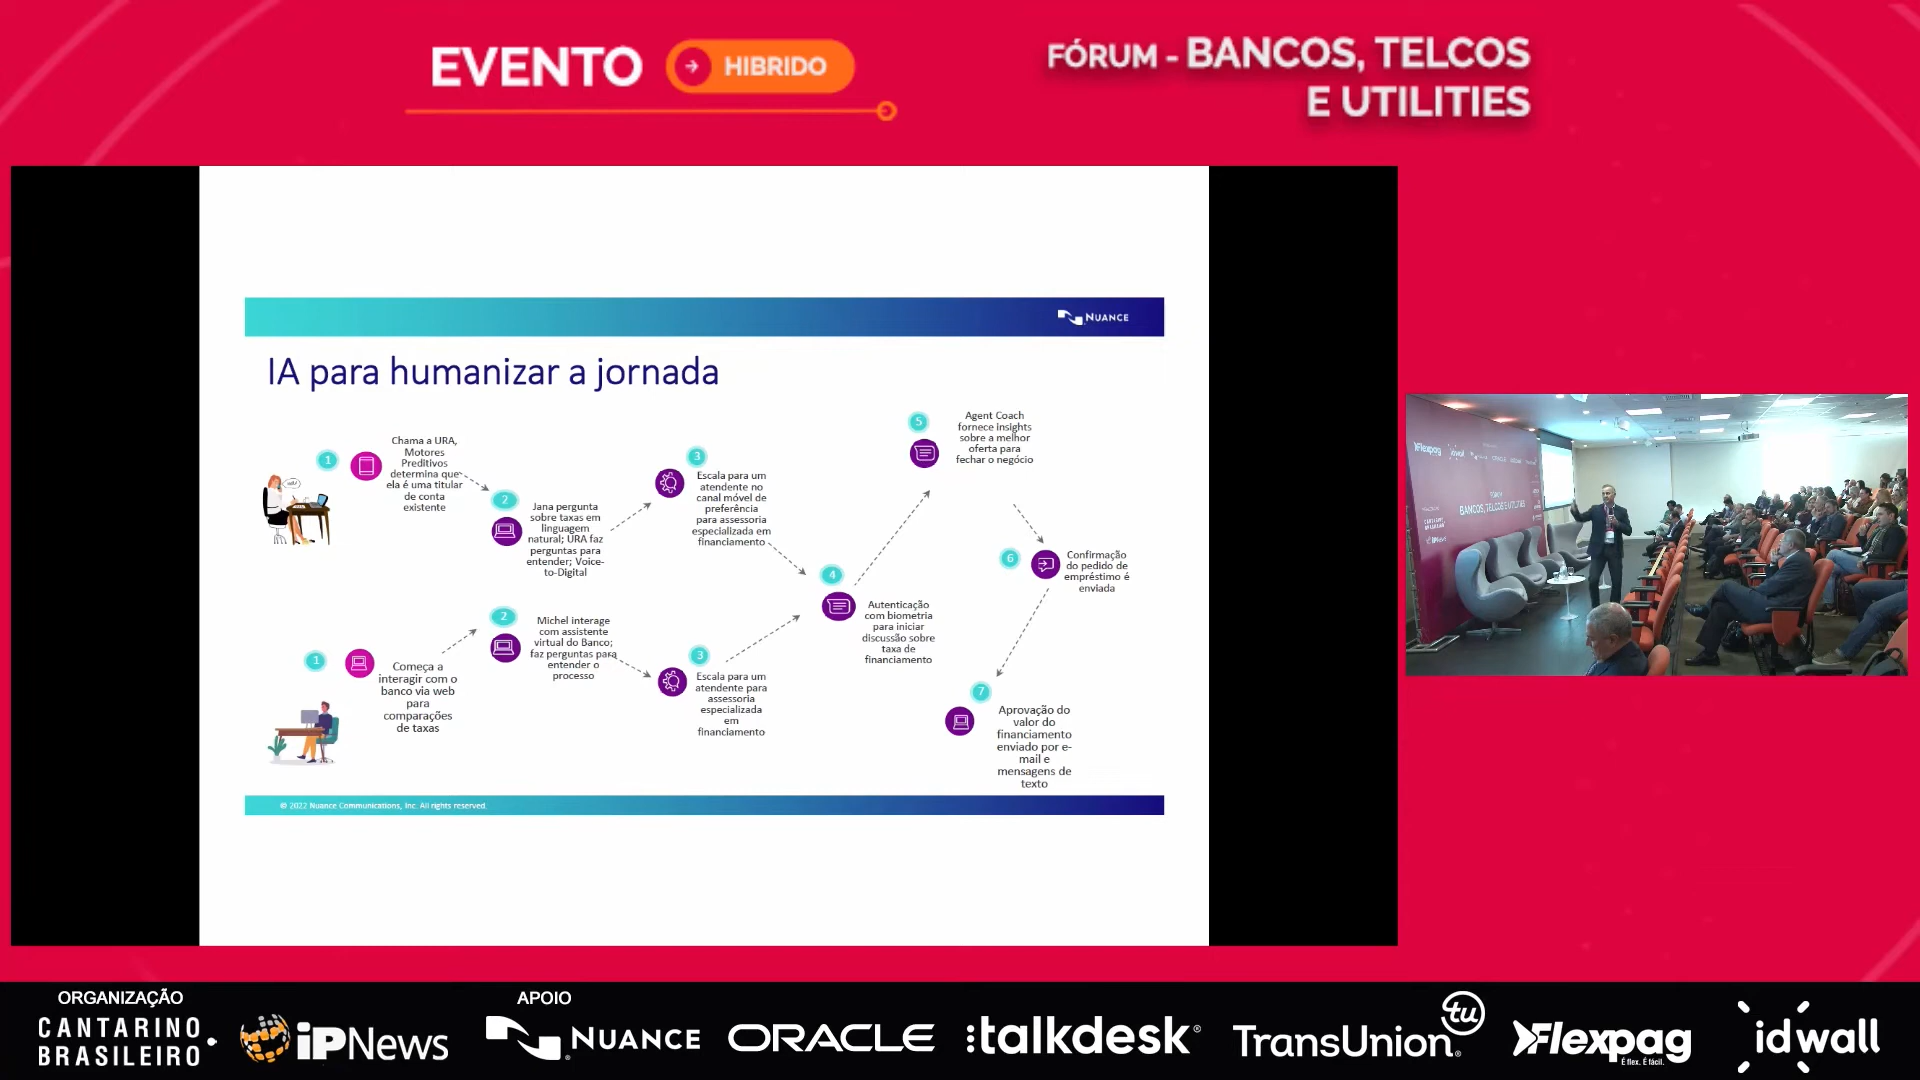 EVENTO
HIBRIDO
FÓRUM - BANCOS, TELCOS
E UTILITIES
NUANCE
IA para humanizar a jornada
1
Chama a URA,
Motores
Preditivos
determina que
ela é uma titular
de conta
existente
2
Jana pergunta
sobre taxas em
linguagem
natural; URA faz
perguntas para
entender; Voice-
to-Digital
3
Escala para um
atendente no
canal móvel de
preferência
para assessoria
especializada em
financiamento
1
Começa a
interagir com o
banco via web
para
comparações
de taxas
2
Michel interage
com assistente
virtual do Banco;
faz perguntas para
entender o
processo
3
Escala para um
atendente para
assessoria
especializada
em
financiamento
4
Autenticação
com biometria
para iniciar
discussão sobre
taxa de
financiamento
5
Agent Coach
fornece insights
sobre a melhor
oferta para
fechar o negócio
6
Confirmação
do pedido de
empréstimo é
enviada
7
Aprovação do
valor do
financiamento
enviado por e-
mail e
mensagens de
texto
© 2022 Nuance Communications, Inc. All rights reserved.
Flexpag
idwall
BANCOS, TELCOS E UTILITIES
iPNews
ORGANIZAÇÃO
CANTARINO
BRASILEIRO
iPNews
APOIO
NUANCE
ORACLE
talkdesk
TransUnion
tu
Flexpag
É flex. É fácil.
idwall